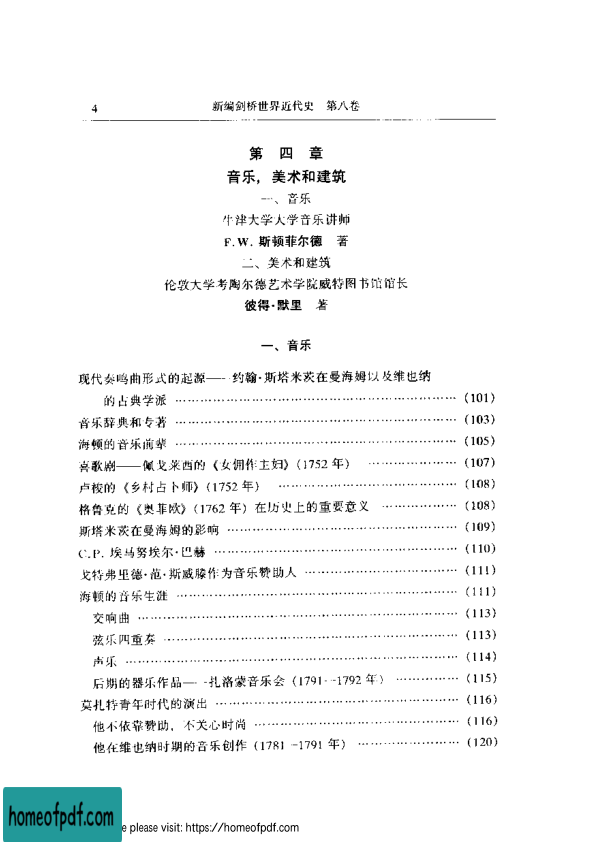 4 新编剑桥世界近代史 第八卷
第 四 章
音乐，美术和建筑
一、音乐
牛津大学大学音乐讲师
F.W. 斯顿菲尔德 著
二、美术和建筑
伦敦大学考陶尔德艺术学院威特图书馆馆长
彼得·默里 著
一、音乐
现代奏鸣曲形式的起源——约翰·斯塔米茨在曼海姆以及维也纳
的古典学派 …………………………………………………… (101)
音乐辞典和专著 ……………………………………………… (103)
海顿的音乐前辈 ……………………………………………… (105)
喜歌剧——佩戈莱西的《女佣作主妇》(1752 年) ……………… (107)
卢梭的《乡村占卜师》(1752 年) ……………………………… (108)
格鲁克的《奥菲欧》(1762 年) 在历史上的重要意义 …………… (108)
斯塔米茨在曼海姆的影响 …………………………………… (109)
C.P. 埃马努埃尔·巴赫 ……………………………………… (110)
戈特弗里德·范·斯威滕作为音乐赞助人 ……………………… (111)
海顿的音乐生涯 ……………………………………………… (111)
交响曲 ………………………………………………………… (113)
弦乐四重奏 …………………………………………………… (113)
声乐 …………………………………………………………… (114)
后期的器乐作品——扎洛蒙音乐会 (1791—1792 年) ………… (115)
莫扎特青年时代的演出 ……………………………………… (116)
他不依靠赞助，不关心时尚 ………………………………… (116)
他在维也纳时期的音乐创作 (1781—1791 年) ……………… (120)
homeofpdf.com
e please visit: https://homeofpdf.com